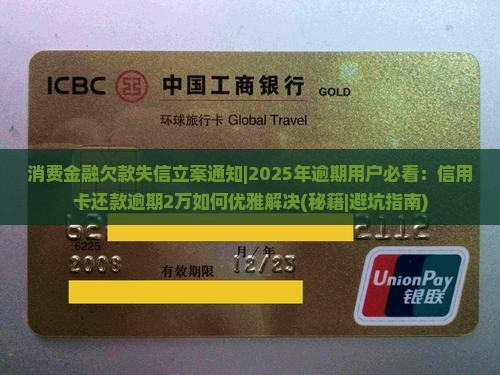 ICBC 中国工商银行 GOLD
环球旅行卡 Global Travel
消费金融欠款失信立案通知|2025年逾期用户必看：信用
卡还款逾期2万如何优雅解决(秘籍|避坑指南)
62 2112
6225
月/年
2008 有效期限 12/23
UnionPay
银联